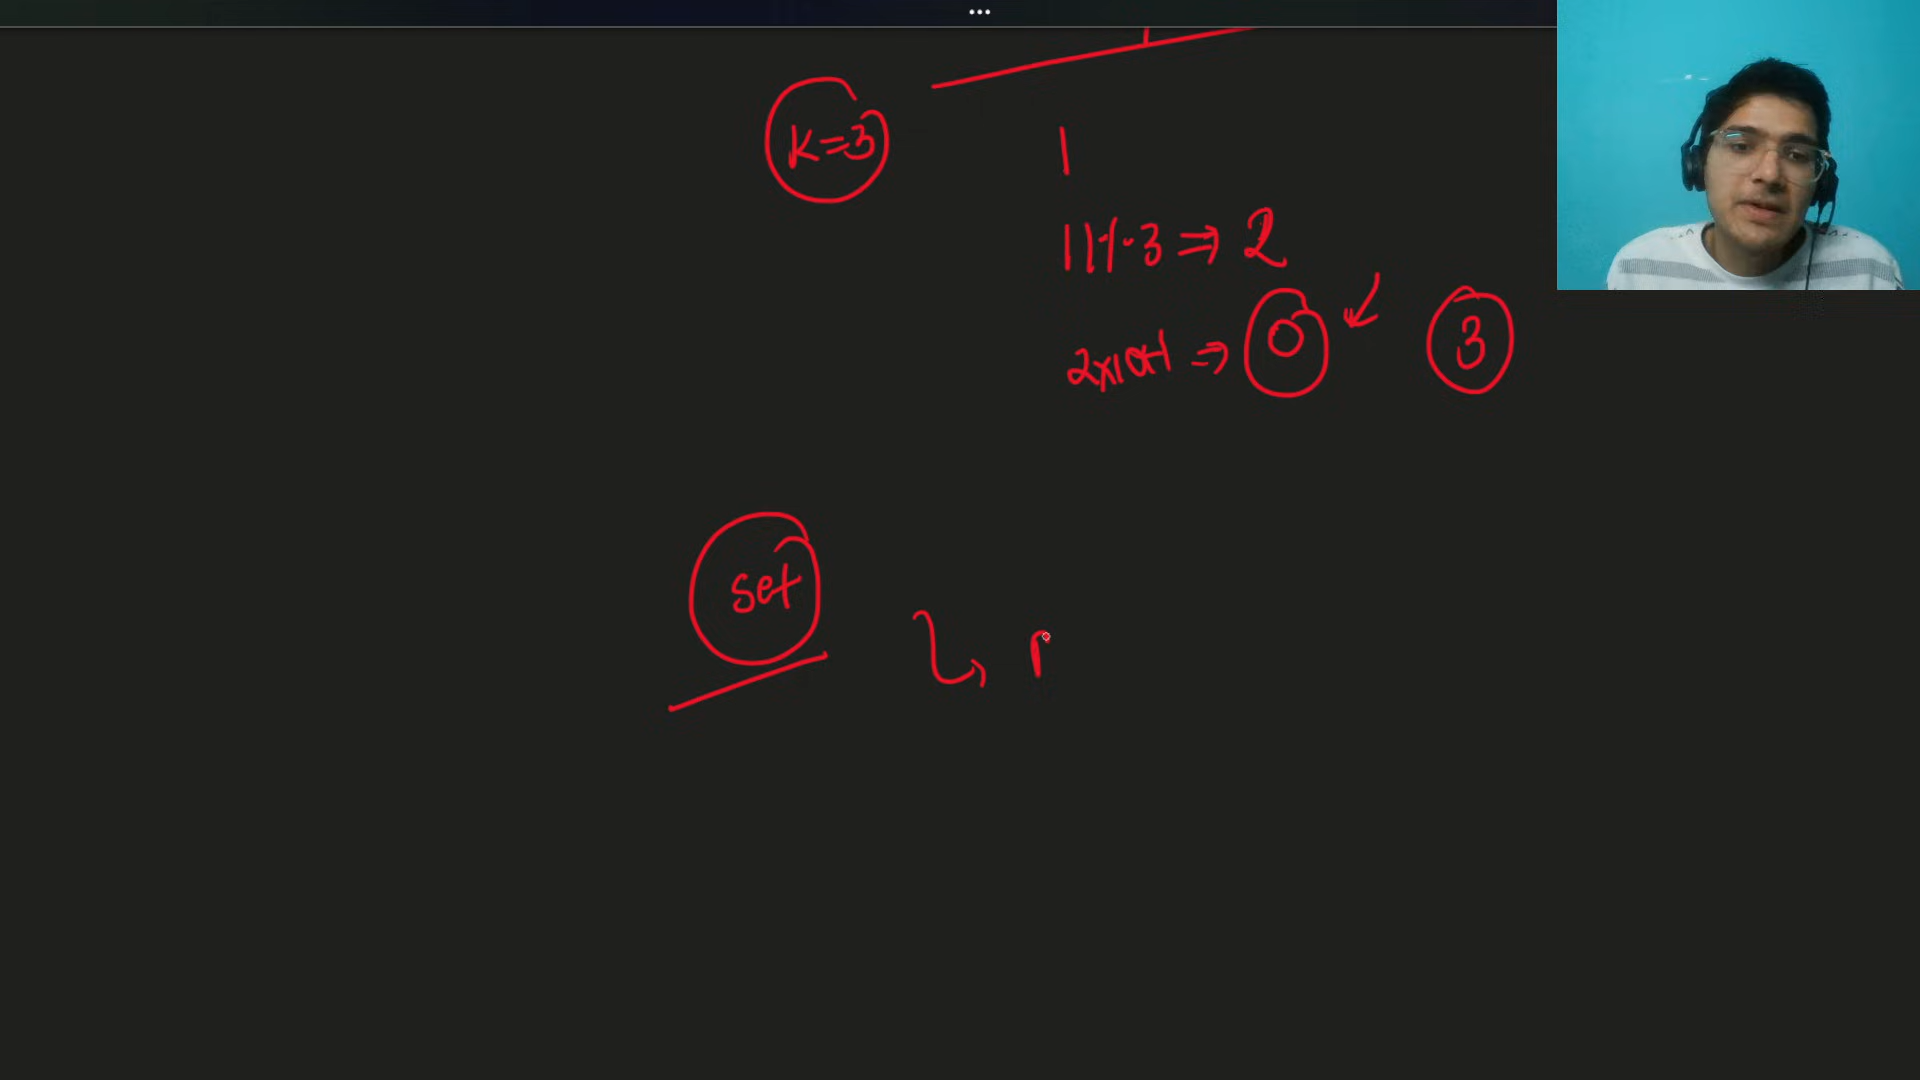 K=3
1
11%3 ⇒ 2
2x10+1 ⇒ 0
3
set
r